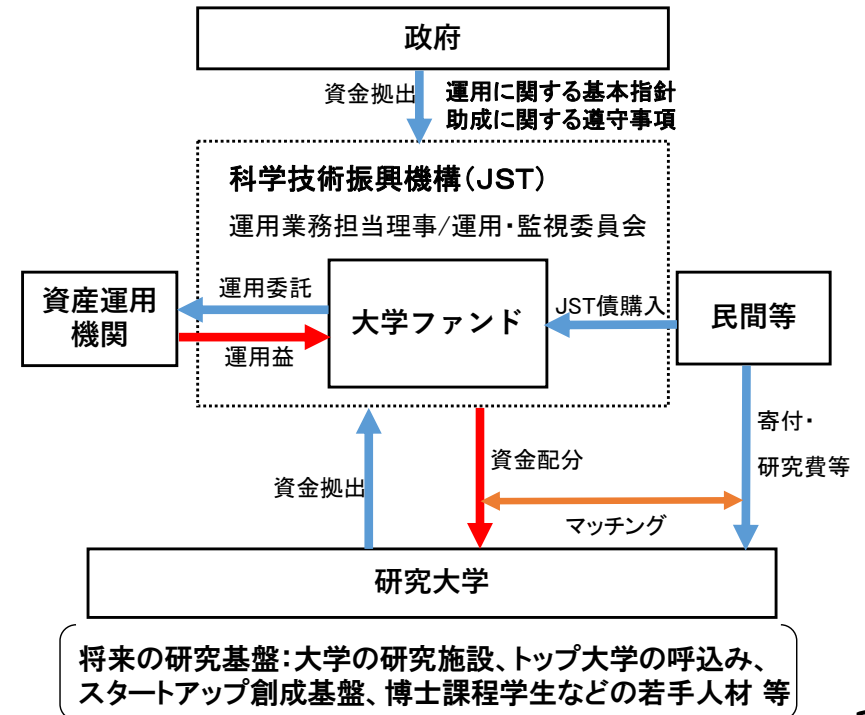 政府
資金拠出
運用に関する基本指針
助成に関する遵守事項
科学技術振興機構(JST)
運用業務担当理事/運用・監視委員会
資産運用
機関
運用委託
運用益
大学ファンド
JST債購入
民間等
寄付・
研究費等
資金拠出
資金配分
マッチング
研究大学
将来の研究基盤:大学の研究施設、トップ大学の呼込み、
スタートアップ創成基盤、博士課程学生などの若手人材 等